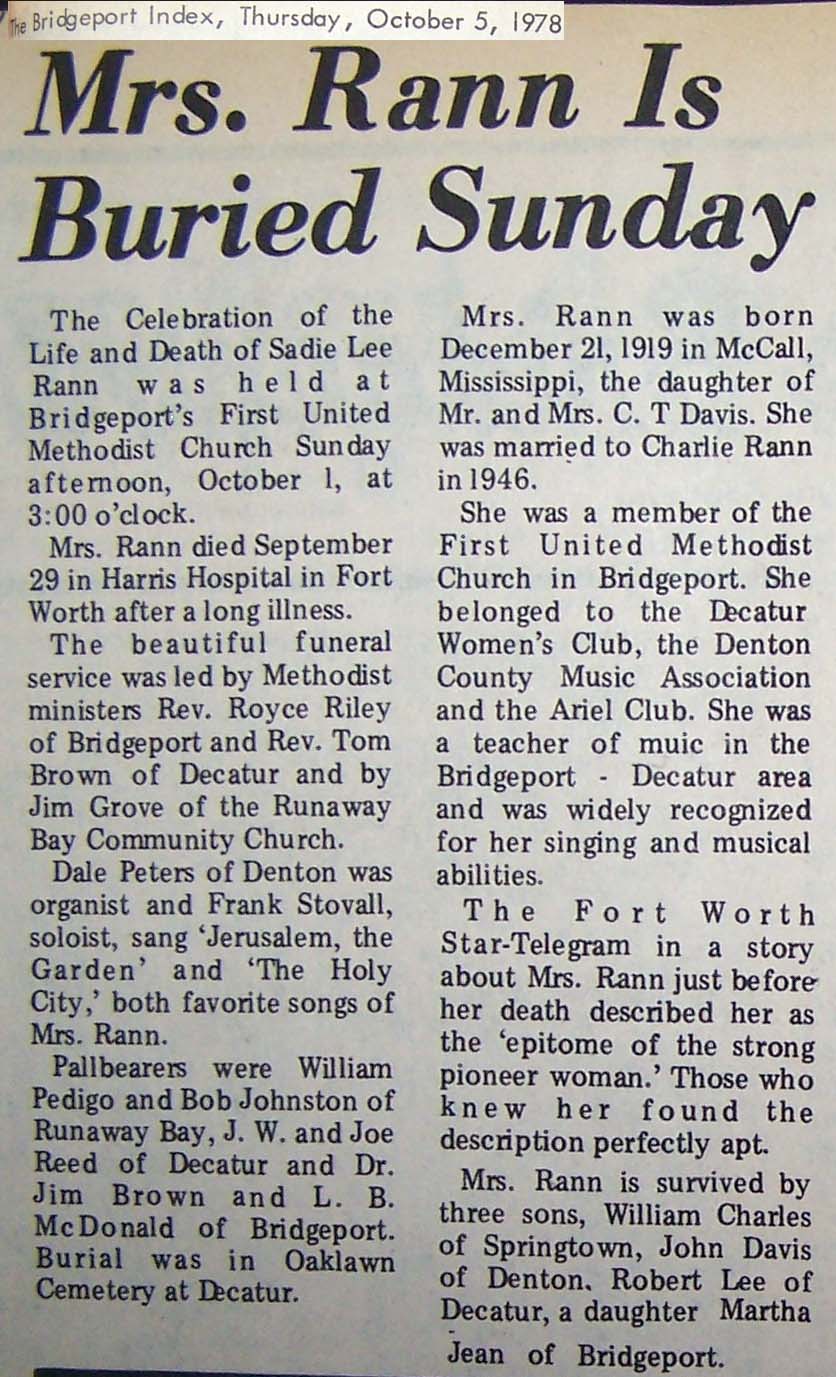 The Bridgeport Index, Thursday, October 5, 1978
Mrs. Rann Is
Buried Sunday
The Celebration of the
Life and Death of Sadie Lee
Rann was held at
Bridgeport's First United
Methodist Church Sunday
afternoon, October 1, at
3:00 o'clock.
Mrs. Rann died September
29 in Harris Hospital in Fort
Worth after a long illness.
The beautiful funeral
service was led by Methodist
ministers Rev. Royce Riley
of Bridgeport and Rev. Tom
Brown of Decatur and by
Jim Grove of the Runaway
Bay Community Church.
Dale Peters of Denton was
organist and Frank Stovall,
soloist, sang 'Jerusalem, the
Garden' and 'The Holy
City,' both favorite songs of
Mrs. Rann.
Pallbearers were William
Pedigo and Bob Johnston of
Runaway Bay, J. W. and Joe
Reed of Decatur and Dr.
Jim Brown and L. B.
McDonald of Bridgeport.
Burial was in Oaklawn
Cemetery at Decatur.
Mrs. Rann was born
December 21, 1919 in McCall,
Mississippi, the daughter of
Mr. and Mrs. C. T Davis. She
was married to Charlie Rann
in 1946.
She was a member of the
First United Methodist
Church in Bridgeport. She
belonged to the Decatur
Women's Club, the Denton
County Music Association
and the Ariel Club. She was
a teacher of muic in the
Bridgeport - Decatur area
and was widely recognized
for her singing and musical
abilities.
The Fort Worth
Star-Telegram in a story
about Mrs. Rann just before
her death described her as
the 'epitome of the strong
pioneer woman.' Those who
knew her found the
description perfectly apt.
Mrs. Rann is survived by
three sons, William Charles
of Springtown, John Davis
of Denton. Robert Lee of
Decatur, a daughter Martha
Jean of Bridgeport.